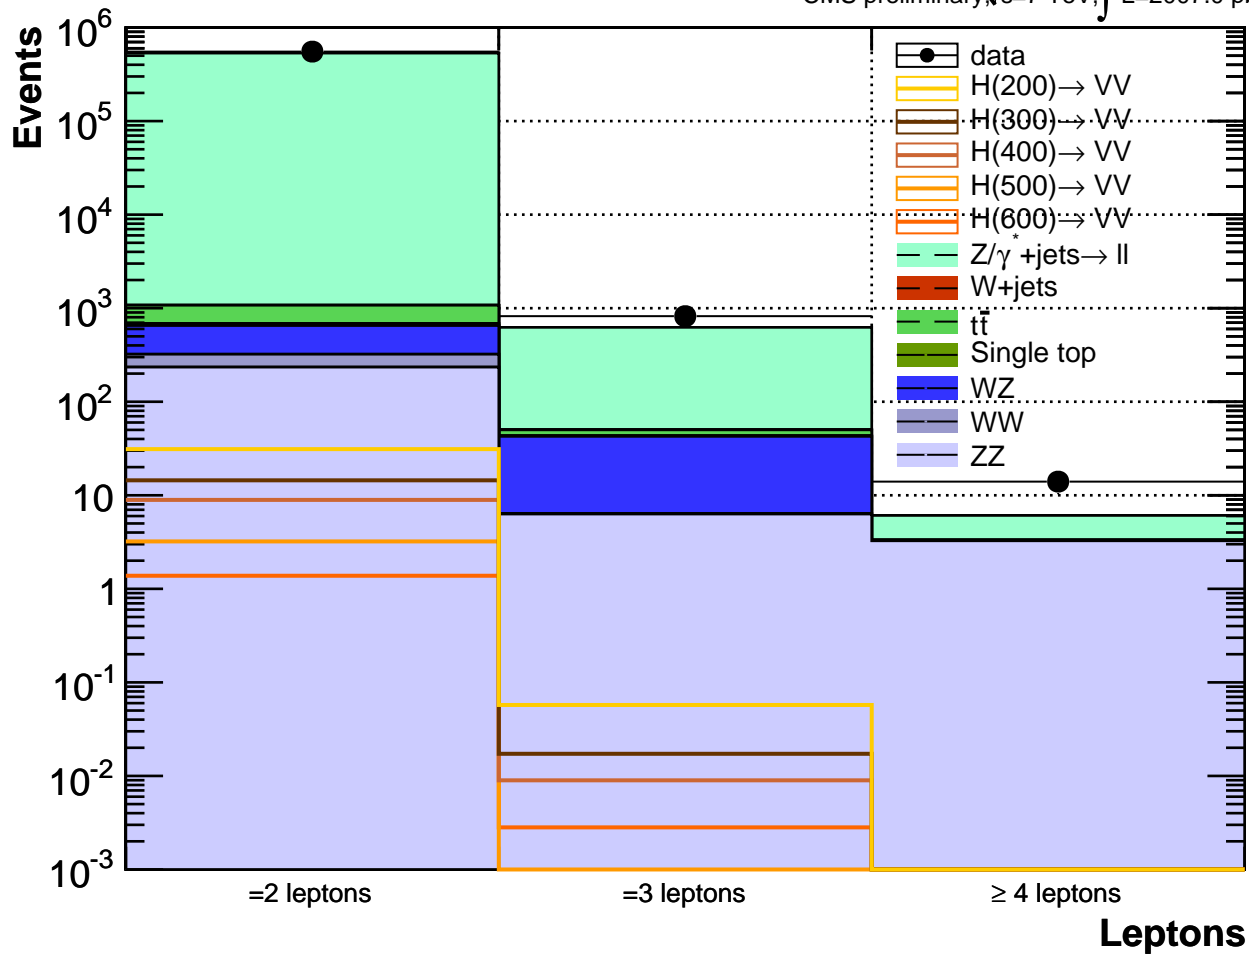 CMS preliminary,
Events
10^6
10^5
10^4
10^3
10^2
10
1
10^-1
10^-2
10^-3
data
H(200)→ VV
H(300)→ VV
H(400)→ VV
H(500)→ VV
H(600)→ VV
Z/γ*+jets→ ll
W+jets
tt̄
Single top
WZ
WW
ZZ
=2 leptons
=3 leptons
≥ 4 leptons
Leptons